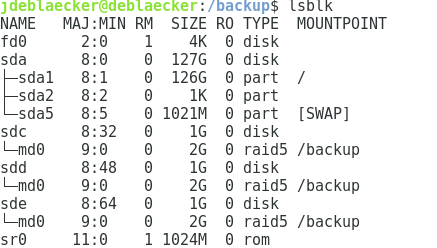 jdeblaecker@deblaecker:/backup$ lsblk
NAME   MAJ:MIN RM  SIZE RO TYPE  MOUNTPOINT
fd0      2:0    1    4K  0 disk
sda      8:0    0  127G  0 disk
├─sda1   8:1    0  126G  0 part  /
├─sda2   8:2    0    1K  0 part
└─sda5   8:5    0 1021M  0 part  [SWAP]
sdc      8:32   0    1G  0 disk
└─md0    9:0    0    2G  0 raid5 /backup
sdd      8:48   0    1G  0 disk
└─md0    9:0    0    2G  0 raid5 /backup
sde      8:64   0    1G  0 disk
└─md0    9:0    0    2G  0 raid5 /backup
sr0     11:0    1 1024M  0 rom